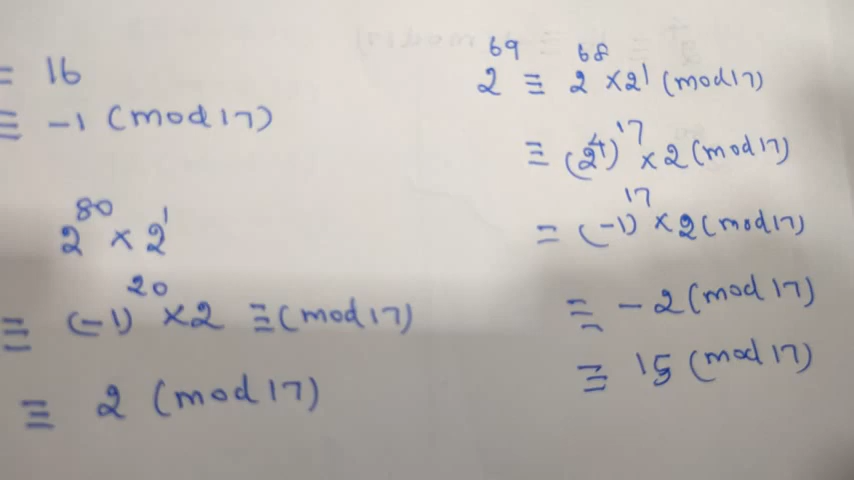 = 16
≡ -1 (mod 17)
2^80 × 2^1
≡ (-1)^20 × 2 ≡ (mod 17)
≡ 2 (mod 17)
2^69 ≡ 2^68 × 2^1 (mod 17)
≡ (2^4)^17 × 2 (mod 17)
≡ (-1)^17 × 2 (mod 17)
≡ -2 (mod 17)
≡ 15 (mod 17)